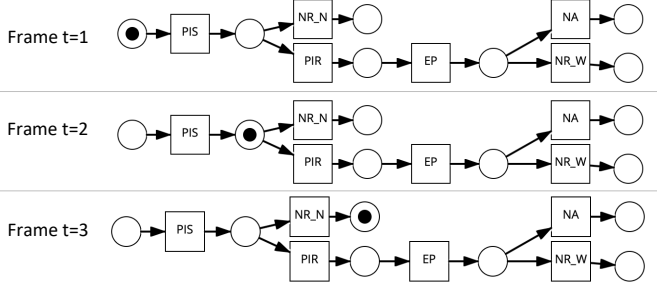 NR_N
NA
Frame t=1
PIS
PIR
EP
NR_W
NR_N
NA
Frame t=2
PIS
PIR
EP
NR_W
NR_N
NA
Frame t=3
PIS
PIR
EP
NR_W